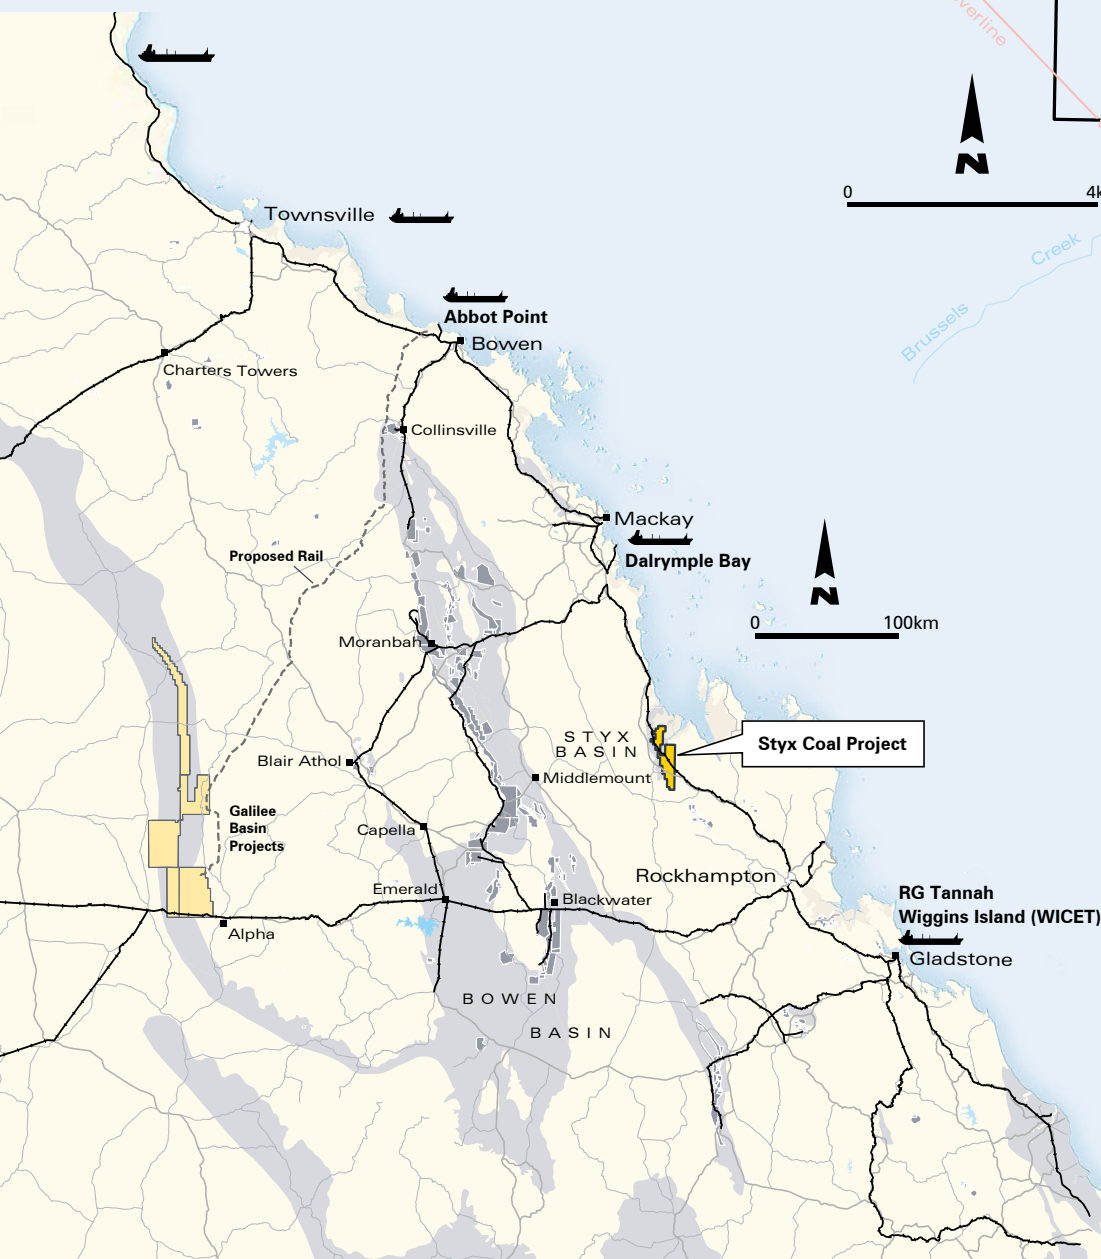 overline
N
0 4k
Creek
Brussels
Townsville
Abbot Point
Bowen
Charters Towers
Collinsville
Mackay
Dalrymple Bay
Proposed Rail
N
0 100km
Moranbah
STYX
BASIN
Styx Coal Project
Blair Athol
Middlemount
Galilee
Basin
Projects
Capella
Rockhampton
Emerald
Blackwater
RG Tannah
Wiggins Island (WICET)
Alpha
Gladstone
BOWEN
BASIN